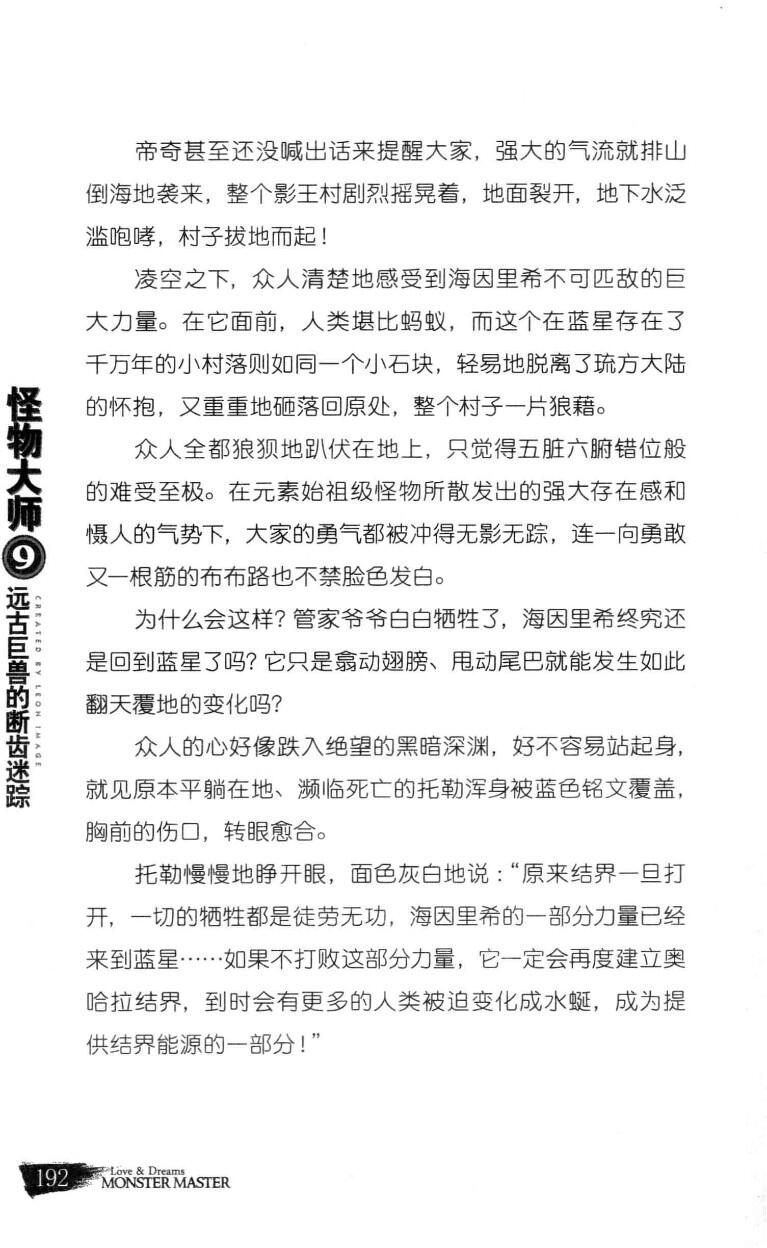 帝奇甚至还没喊出话来提醒大家，强大的气流就排山
倒海地袭来，整个影王村剧烈摇晃着，地面裂开，地下水泛
滥咆哮，村子拔地而起！
凌空之下，众人清楚地感受到海因里希不可匹敌的巨
大力量。在它面前，人类堪比蚂蚁，而这个在蓝星存在了
千万年的小村落则如同一个小石块，轻易地脱离了琉方大陆
的怀抱，又重重地砸落回原处，整个村子一片狼藉。
众人全都狼狈地趴伏在地上，只觉得五脏六腑错位般
的难受至极。在元素始祖级怪物所散发出的强大存在感和
慑人的气势下，大家的勇气都被冲得无影无踪，连一向勇敢
又一根筋的布布路也不禁脸色发白。
为什么会这样？管家爷爷白白牺牲了，海因里希终究还
是回到蓝星了吗？它只是翕动翅膀、甩动尾巴就能发生如此
翻天覆地的变化吗？
众人的心好像跌入绝望的黑暗深渊，好不容易站起身，
就见原本平躺在地、濒临死亡的托勒浑身被蓝色铭文覆盖，
胸前的伤口，转眼愈合。
托勒慢慢地睁开眼，面色灰白地说：“原来结界一旦打
开，一切的牺牲都是徒劳无功，海因里希的一部分力量已经
来到蓝星……如果不打败这部分力量，它一定会再度建立奥
哈拉结界，到时会有更多的人类被迫变化成水蜒，成为提
供结界能源的一部分！”
怪物大师9
远古巨兽的断齿迷踪
CREATED BY LEON IMAGE
192
Love & Dreams
MONSTER MASTER